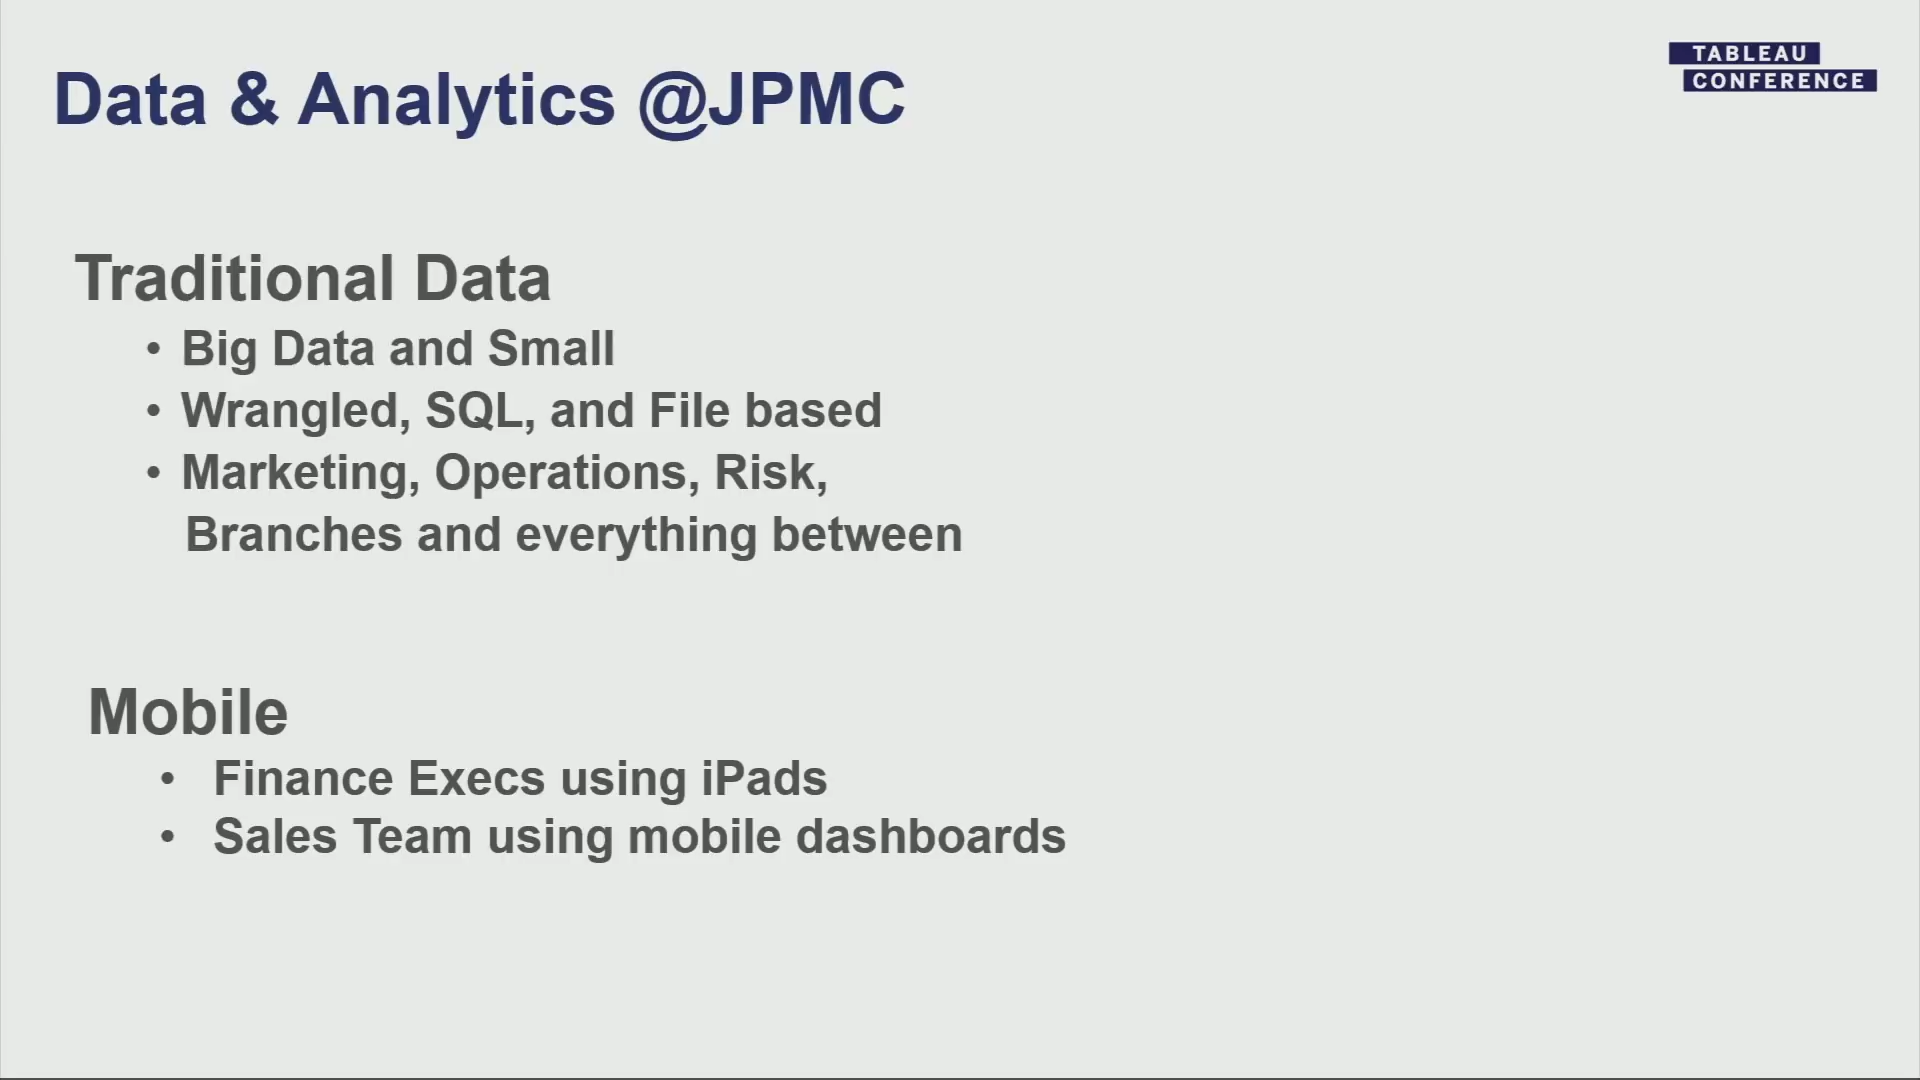 Data & Analytics @JPMC
TABLEAU
CONFERENCE
Traditional Data
• Big Data and Small
• Wrangled, SQL, and File based
• Marketing, Operations, Risk,
Branches and everything between
Mobile
• Finance Execs using iPads
• Sales Team using mobile dashboards